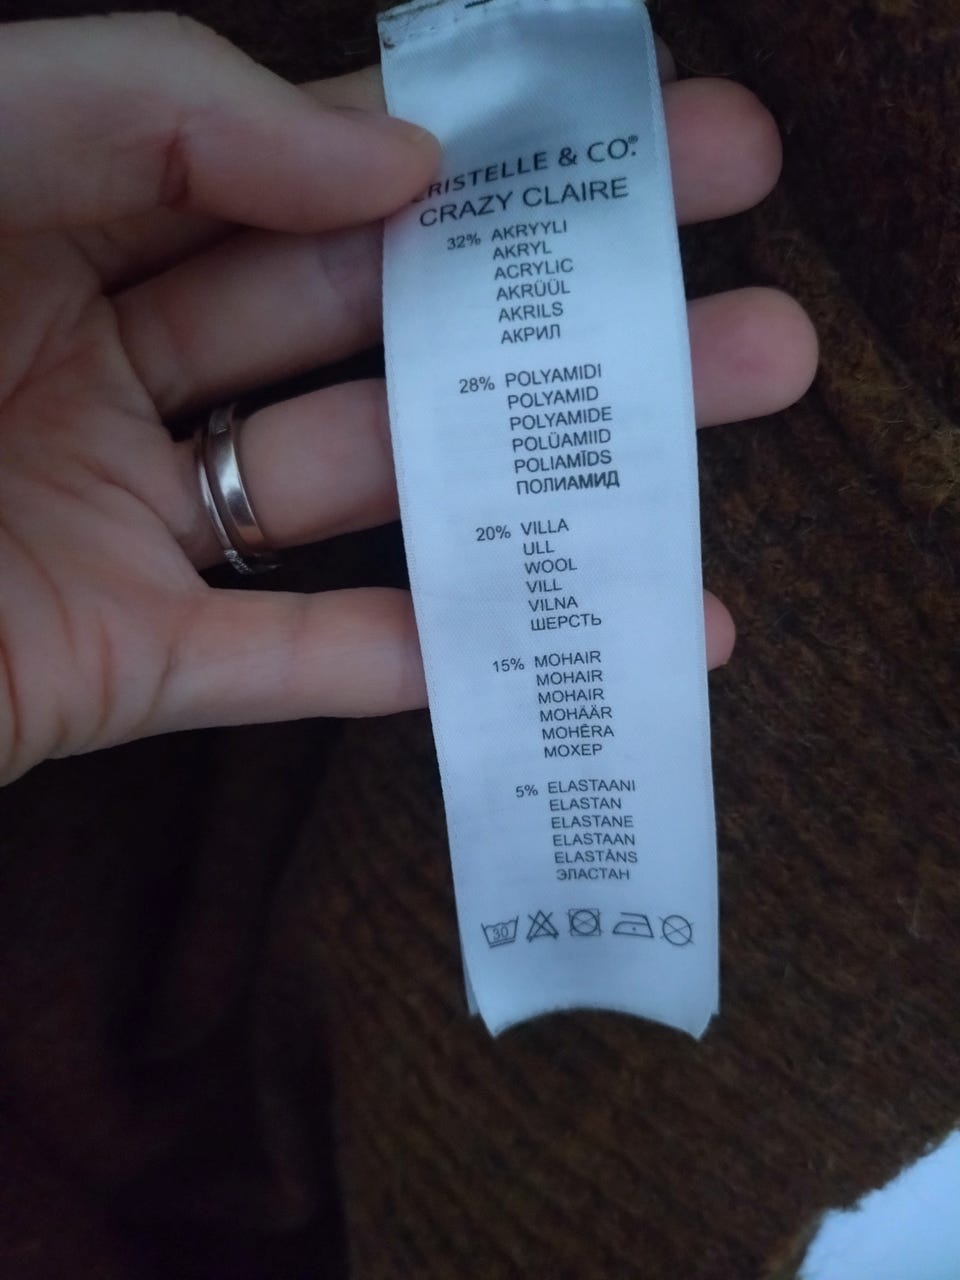 & CO.®
CRAZY CLAIRE
32% AKRYYLI
AKRYL
ACRYLIC
AKRÜÜL
AKRILS
АКРИЛ
28% POLYAMIDI
POLYAMID
POLYAMIDE
POLÜAMIID
POLIAMĪDS
ПОЛИАМИД
20% VILLA
ULL
WOOL
VILL
VILNA
ШЕРСТЬ
15% MOHAIR
MOHAIR
MOHAIR
MOHÄÄR
MOHĒRA
МОХЕР
5% ELASTAANI
ELASTAN
ELASTANE
ELASTAAN
ELASTĀNS
ЭЛАСТАН
30